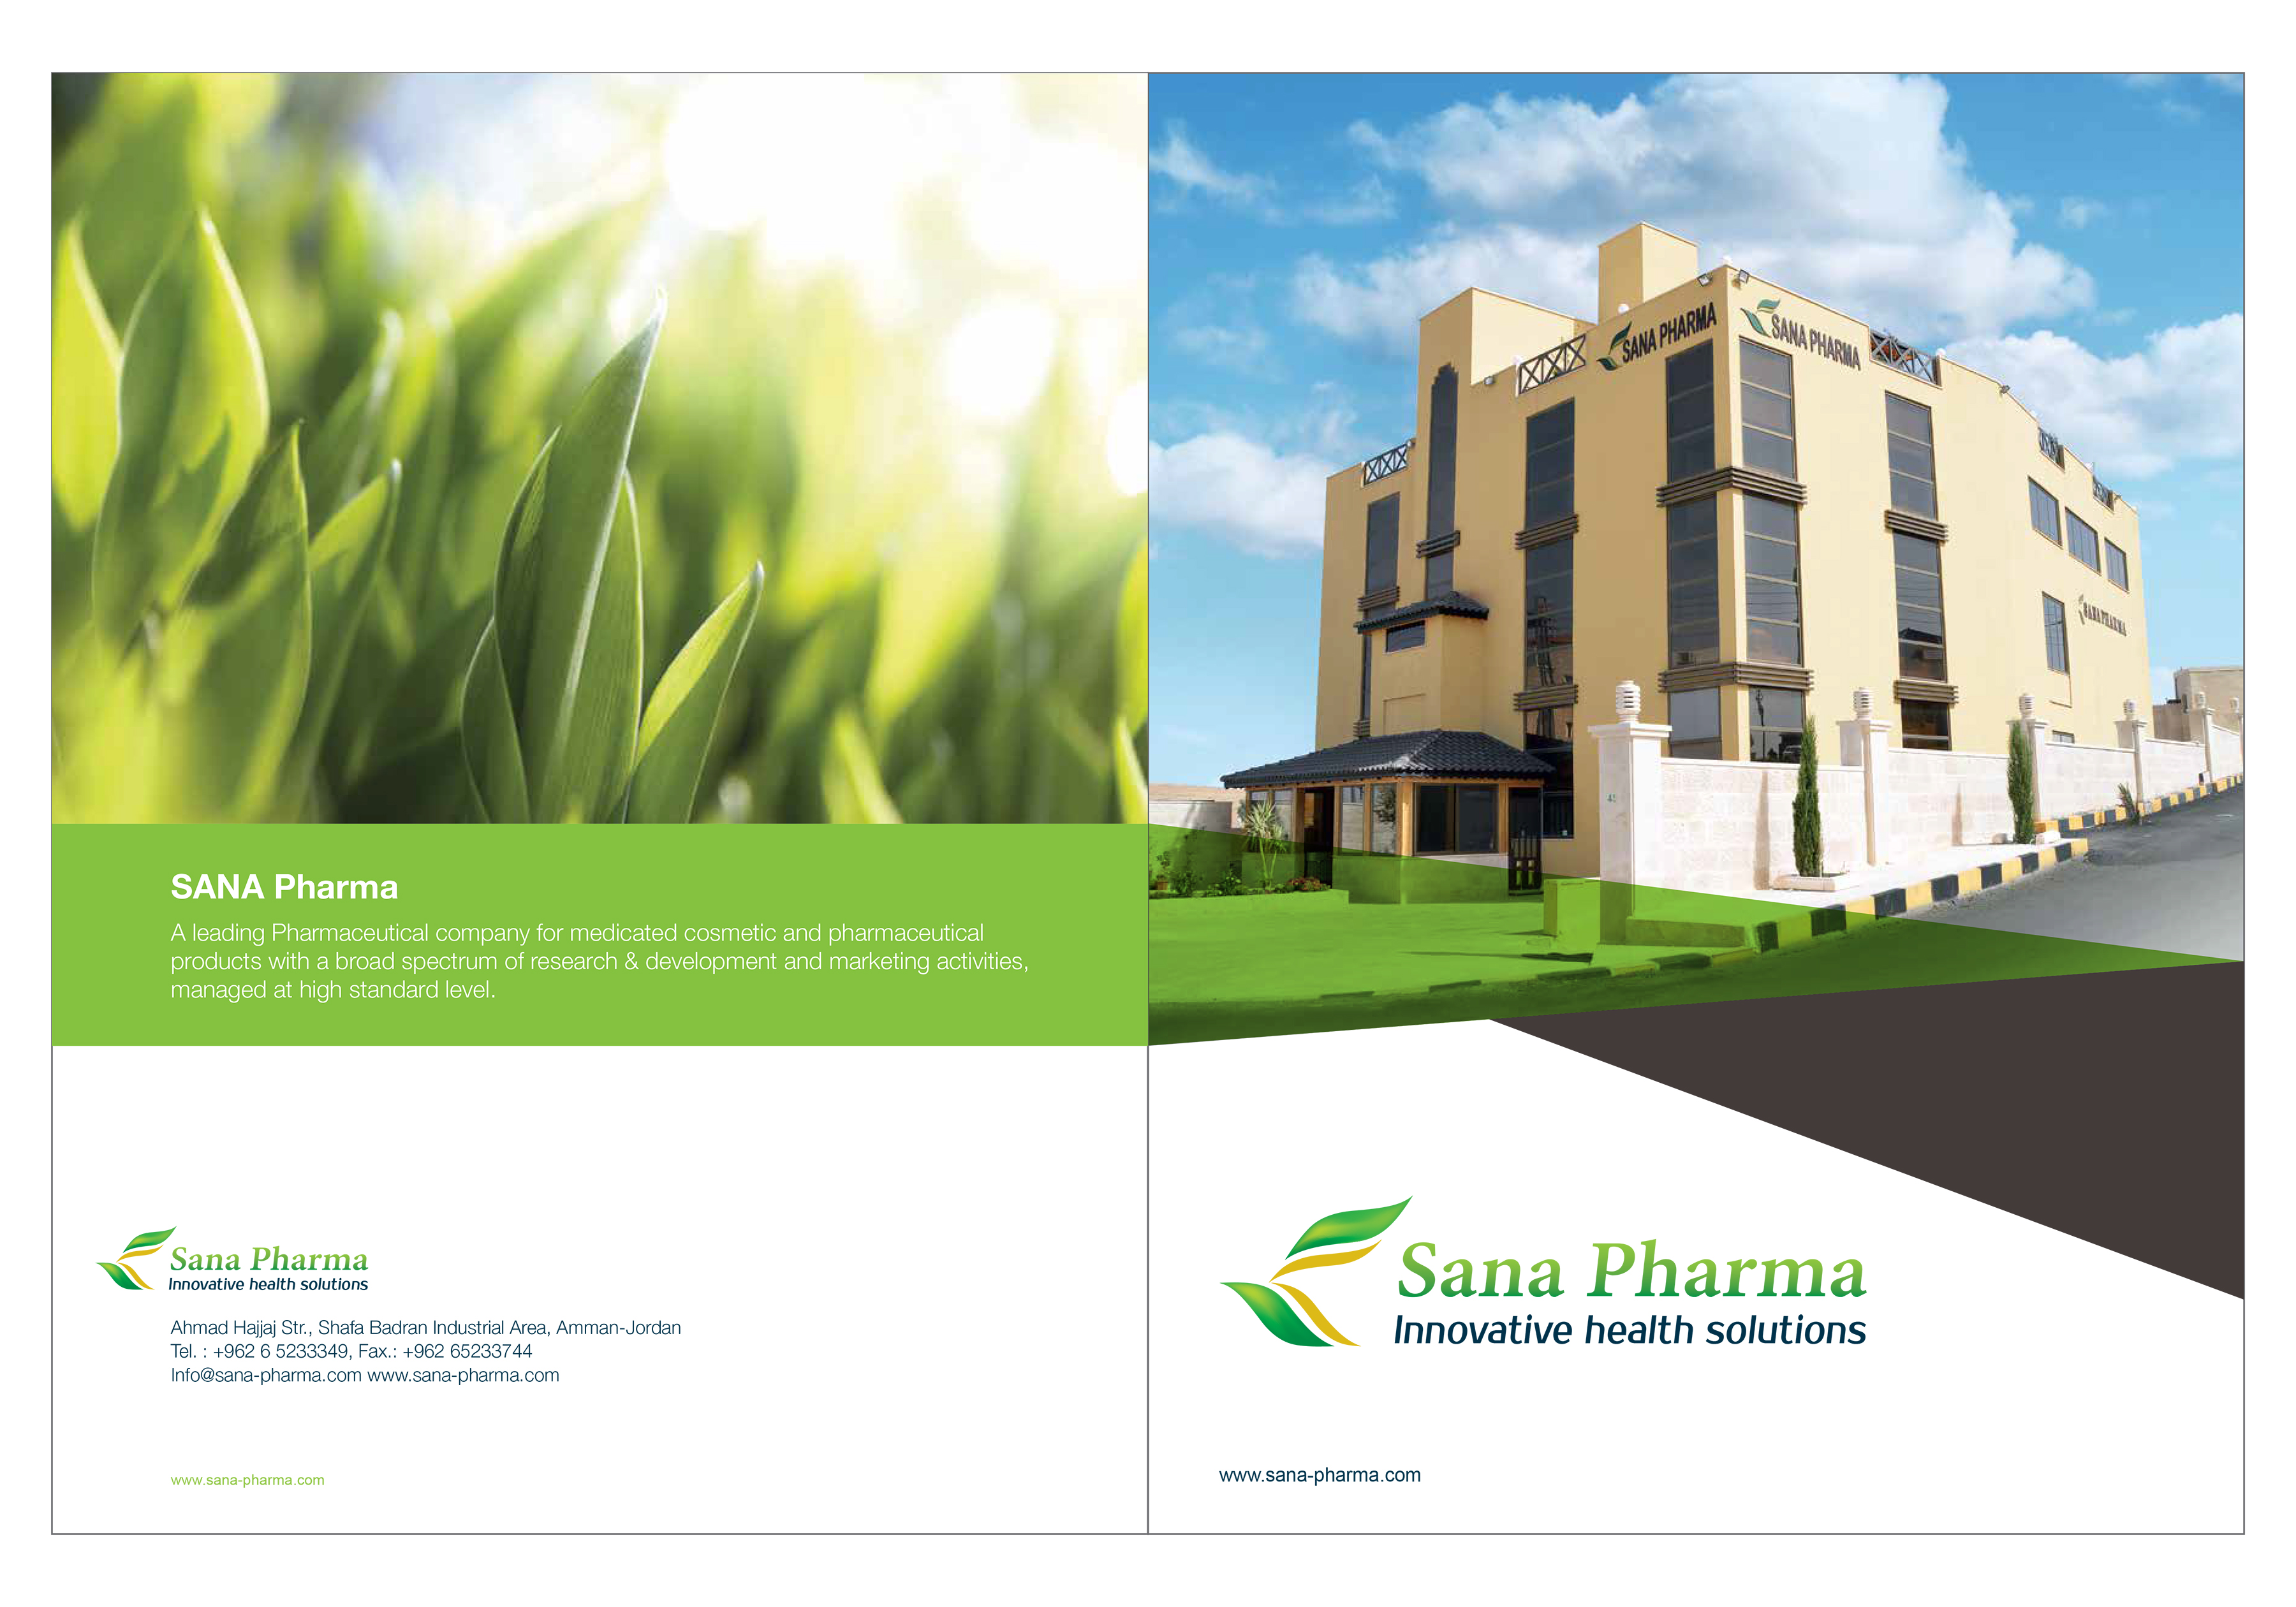 SANA Pharma
A leading Pharmaceutical company for medicated cosmetic and pharmaceutical
products with a broad spectrum of research & development and marketing activities,
managed at high standard level.
Sana Pharma
Innovative health solutions
Ahmad Hajjaj Str., Shafa Badran Industrial Area, Amman-Jordan
Tel. : +962 6 5233349, Fax.: +962 65233744
Info@sana-pharma.com www.sana-pharma.com
www.sana-pharma.com
SANA PHARMA
SANA PHARMA
SANA PHARMA
Sana Pharma
Innovative health solutions
www.sana-pharma.com